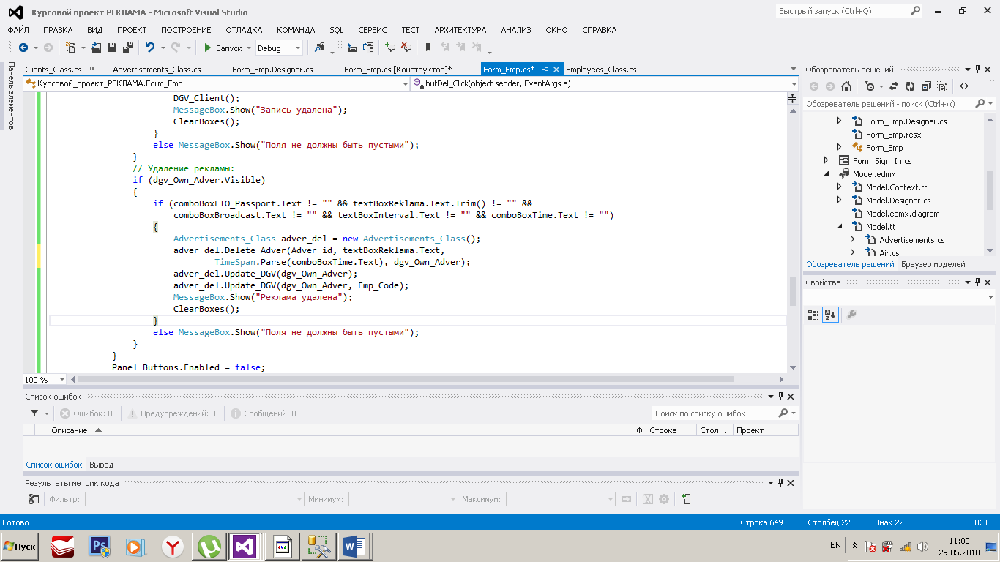 Курсовой проект РЕКЛАМА - Microsoft Visual Studio
Быстрый запуск (Ctrl+Q)
ФАЙЛ ПРАВКА ВИД ПРОЕКТ ПОСТРОЕНИЕ ОТЛАДКА КОМАНДА SQL СЕРВИС ТЕСТ АРХИТЕКТУРА АНАЛИЗ ОКНО СПРАВКА
Запуск Debug
Панель элементов
Clients_Class.cs Advertisements_Class.cs Form_Emp.Designer.cs Form_Emp.cs [Конструктор]* Form_Emp.cs* Employees_Class.cs
Курсовой_проект_РЕКЛАМА.Form_Emp butDel_Click(object sender, EventArgs e)
DGV_Client();
MessageBox.Show("Запись удалена");
ClearBoxes();
}
else MessageBox.Show("Поля не должны быть пустыми");
}
// Удаление рекламы:
if (dgv_Own_Adver.Visible)
{
if (comboBoxFIO_Passport.Text != "" && textBoxReklama.Text.Trim() != "" &&
comboBoxBroadcast.Text != "" && textBoxInterval.Text != "" && comboBoxTime.Text != "")
{
Advertisements_Class adver_del = new Advertisements_Class();
adver_del.Delete_Adver(Adver_id, textBoxReklama.Text,
TimeSpan.Parse(comboBoxTime.Text), dgv_Own_Adver);
adver_del.Update_DGV(dgv_Own_Adver);
adver_del.Update_DGV(dgv_Own_Adver, Emp_Code);
MessageBox.Show("Реклама удалена");
ClearBoxes();
}
else MessageBox.Show("Поля не должны быть пустыми");
}
}
Panel_Buttons.Enabled = false;
100 %
Обозреватель решений
Обозреватель решений - поиск (Ctrl+ж)
Form_Emp.Designer.cs
Form_Emp.resx
Form_Emp
Form_Sign_In.cs
Model.edmx
Model.Context.tt
Model.Designer.cs
Model.edmx.diagram
Model.tt
Advertisements.cs
Air.cs
Обозреватель решений Браузер моделей
Свойства
Список ошибок
Ошибок: 0 Предупреждений: 0 Сообщений: 0 Поиск по списку ошибок
Описание Ф Строка Стол... Проект
Список ошибок Вывод
Результаты метрик кода
Фильтр: Минимум: Максимум:
Готово Строка 649 Столбец 22 Знак 22 ВСТ
Пуск EN 11:00
29.05.2018